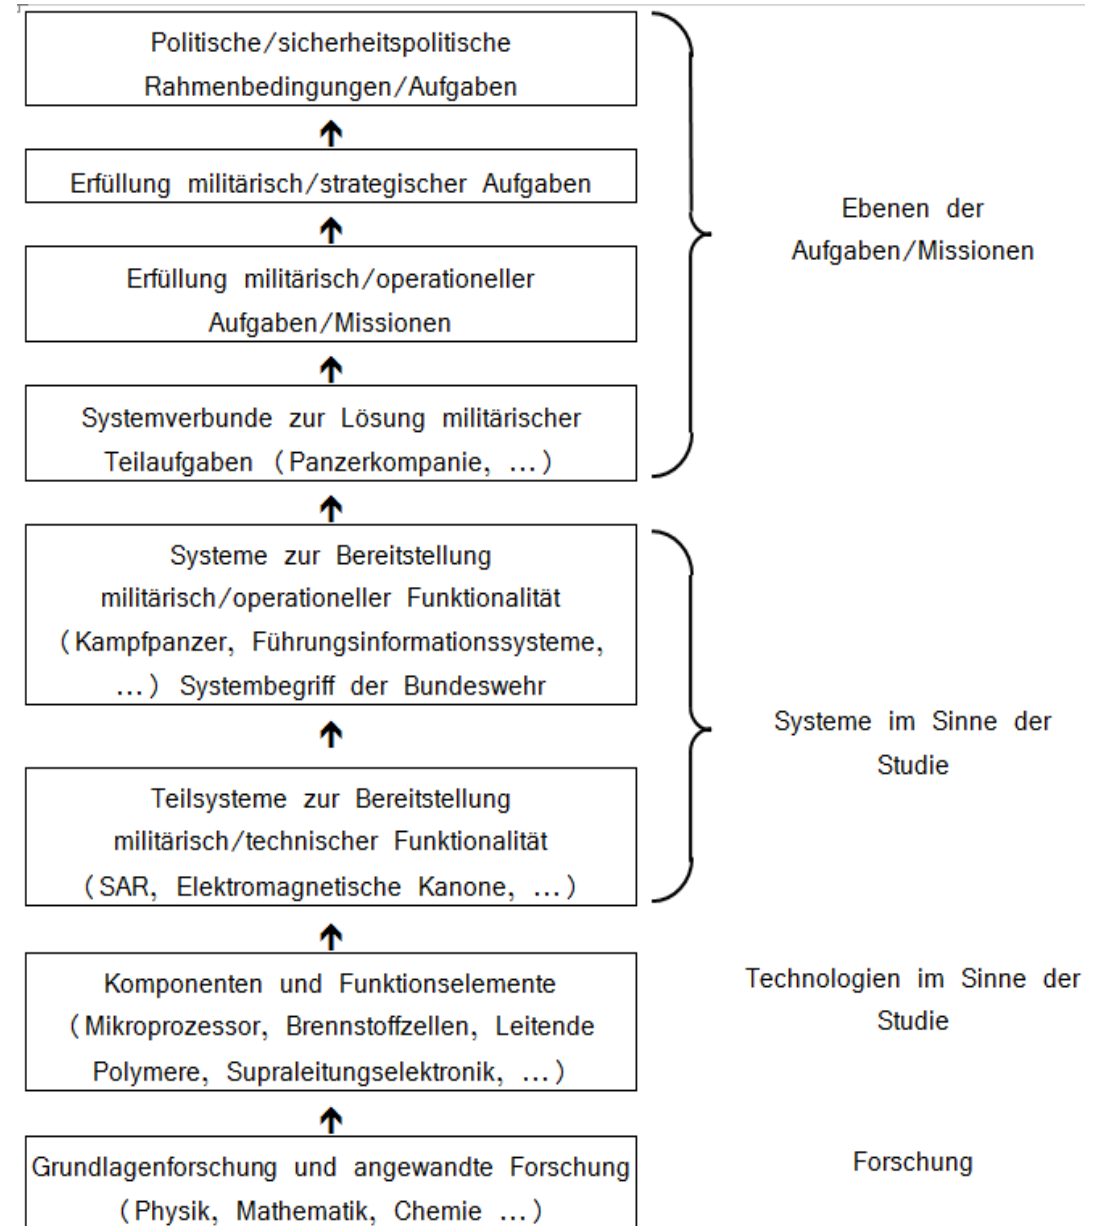 Politische/sicherheitspolitische
Rahmenbedingungen/Aufgaben
Erfüllung militärisch/strategischer Aufgaben
Erfüllung militärisch/operationeller
Aufgaben/Missionen
Systemverbunde zur Lösung militärischer
Teilaufgaben (Panzerkompanie, ...)
Ebenen der
Aufgaben/Missionen
Systeme zur Bereitstellung
militärisch/operationeller Funktionalität
(Kampfpanzer, Führungsinformationssysteme,
...) Systembegriff der Bundeswehr
Teilsysteme zur Bereitstellung
militärisch/technischer Funktionalität
(SAR, Elektromagnetische Kanone, ...)
Systeme im Sinne der
Studie
Komponenten und Funktionselemente
(Mikroprozessor, Brennstoffzellen, Leitende
Polymere, Supraleitungselektronik, ...)
Technologien im Sinne der
Studie
Grundlagenforschung und angewandte Forschung
(Physik, Mathematik, Chemie ...)
Forschung